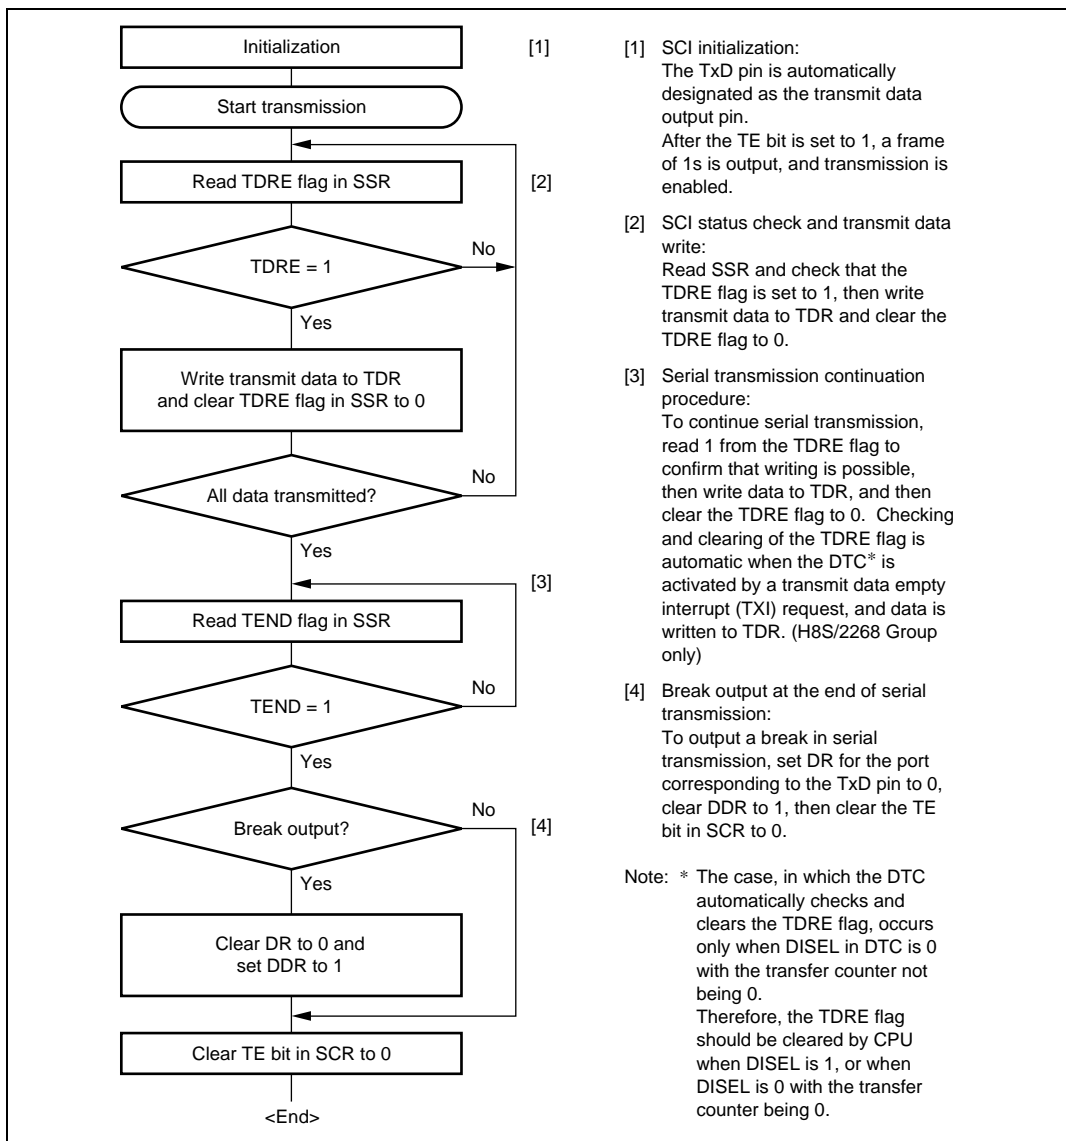 Initialization
[1]
Start transmission
Read TDRE flag in SSR
[2]
TDRE = 1
No
Yes
Write transmit data to TDR
and clear TDRE flag in SSR to 0
All data transmitted?
No
Yes
[3]
Read TEND flag in SSR
TEND = 1
No
Yes
Break output?
No
[4]
Yes
Clear DR to 0 and
set DDR to 1
Clear TE bit in SCR to 0
<End>
[1] SCI initialization:
The TxD pin is automatically
designated as the transmit data
output pin.
After the TE bit is set to 1, a frame
of 1s is output, and transmission is
enabled.
[2] SCI status check and transmit data
write:
Read SSR and check that the
TDRE flag is set to 1, then write
transmit data to TDR and clear the
TDRE flag to 0.
[3] Serial transmission continuation
procedure:
To continue serial transmission,
read 1 from the TDRE flag to
confirm that writing is possible,
then write data to TDR, and then
clear the TDRE flag to 0. Checking
and clearing of the TDRE flag is
automatic when the DTC* is
activated by a transmit data empty
interrupt (TXI) request, and data is
written to TDR. (H8S/2268 Group
only)
[4] Break output at the end of serial
transmission:
To output a break in serial
transmission, set DR for the port
corresponding to the TxD pin to 0,
clear DDR to 1, then clear the TE
bit in SCR to 0.
Note: * The case, in which the DTC
automatically checks and
clears the TDRE flag, occurs
only when DISEL in DTC is 0
with the transfer counter not
being 0.
Therefore, the TDRE flag
should be cleared by CPU
when DISEL is 1, or when
DISEL is 0 with the transfer
counter being 0.